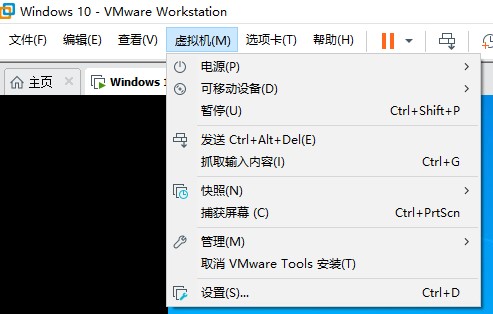 Windows 10 - VMware Workstation
文件(F) 编辑(E) 查看(V) 虚拟机(M) 选项卡(T) 帮助(H)
主页 Windows 1
电源(P)
可移动设备(D)
暂停(U) Ctrl+Shift+P
发送 Ctrl+Alt+Del(E)
抓取输入内容(I) Ctrl+G
快照(N)
捕获屏幕 (C) Ctrl+PrtScn
管理(M)
取消 VMware Tools 安装(T)
设置(S)... Ctrl+D